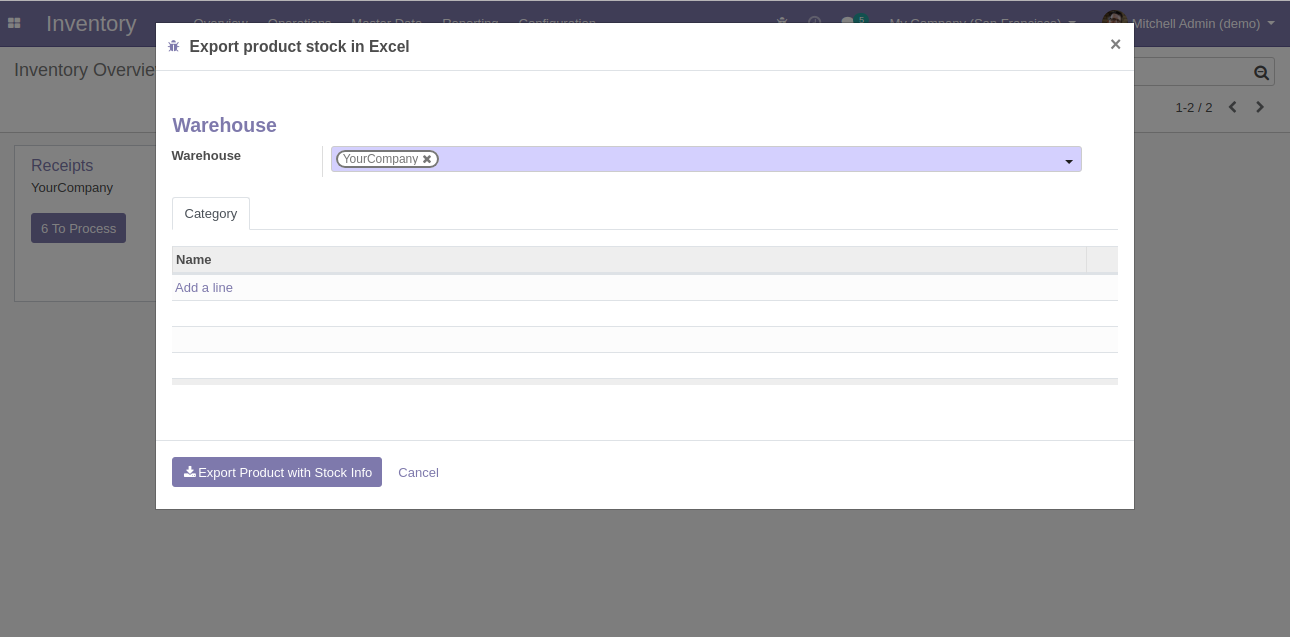 Inventory Overview Operations Master Data Reporting Configuration 5 My Company (San Francisco) Mitchell Admin (demo)
Export product stock in Excel ×
Inventory Overvie
1-2 / 2
Receipts
YourCompany
6 To Process
Warehouse
Warehouse YourCompany ✖
Category
Name
Add a line
Export Product with Stock Info Cancel